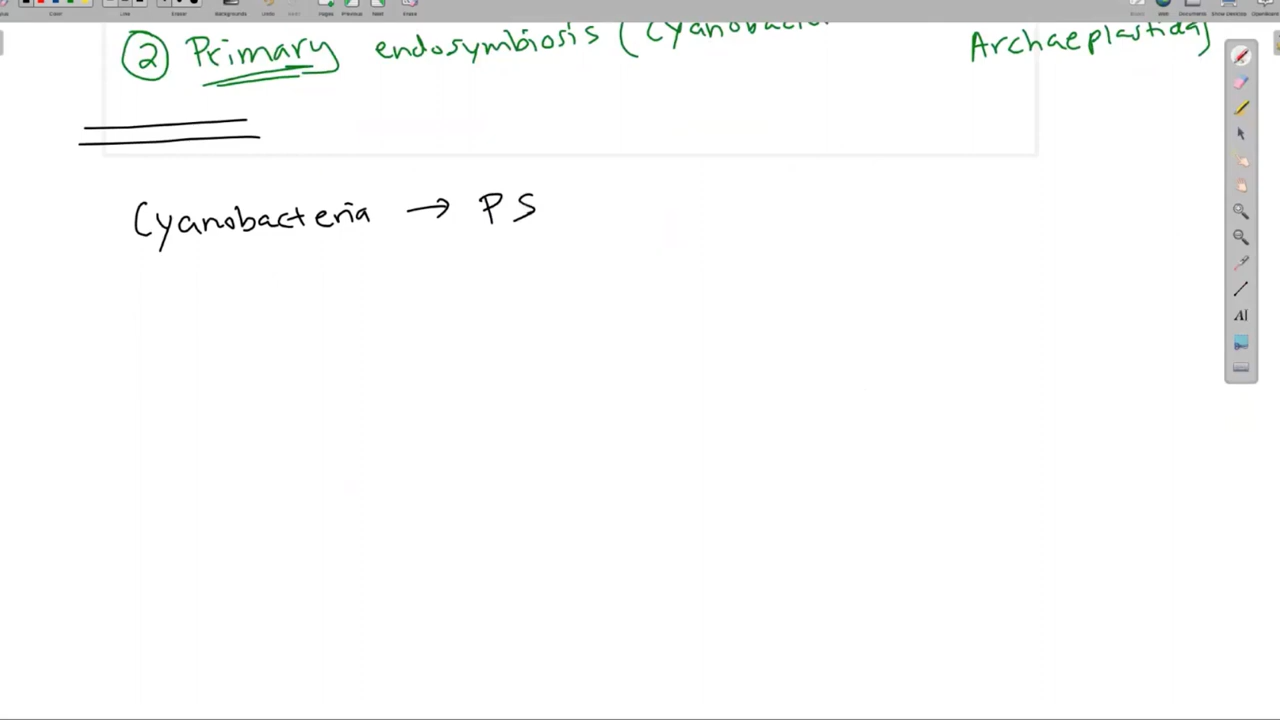 ② Primary endosymbiosis ( Archaeplastida)
Cyanobacteria → PS